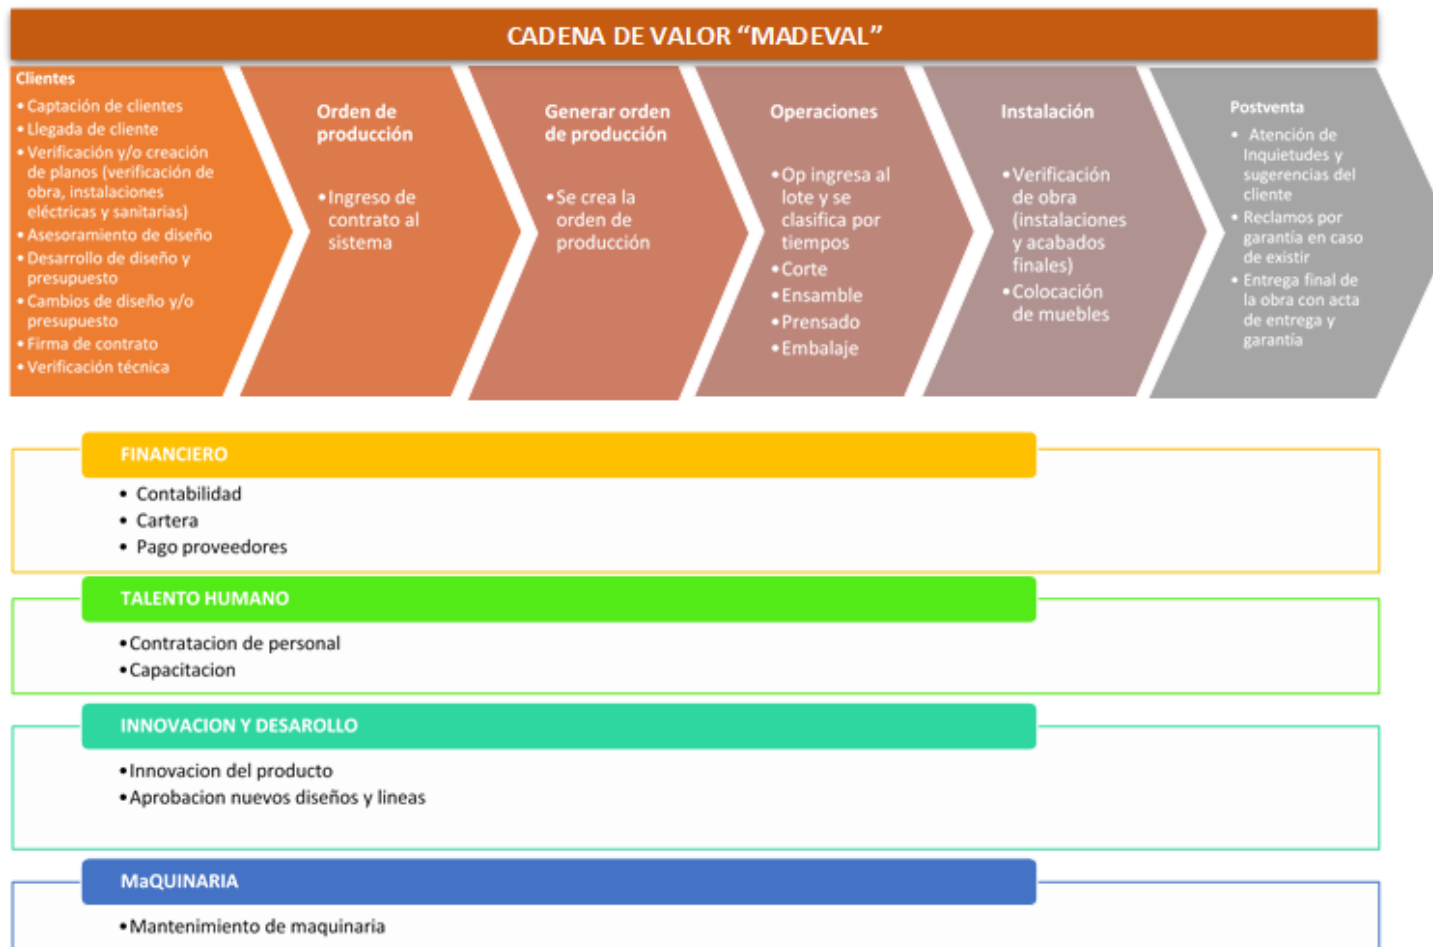 CADENA DE VALOR “MADEVAL”
Clientes
• Captación de clientes
• Llegada de cliente
• Verificación y/o creación
de planos (verificación de
obra, instalaciones
eléctricas y sanitarias)
• Asesoramiento de diseño
• Desarrollo de diseño y
presupuesto
• Cambios de diseño y/o
presupuesto
• Firma de contrato
• Verificación técnica
Orden de
producción
• Ingreso de
contrato al
sistema
Generar orden
de producción
• Se crea la
orden de
producción
Operaciones
• Op ingresa al
lote y se
clasifica por
tiempos
• Corte
• Ensamble
• Prensado
• Embalaje
Instalación
• Verificación
de obra
(instalaciones
y acabados
finales)
• Colocación
de muebles
Postventa
• Atención de
Inquietudes y
sugerencias del
cliente
• Reclamos por
garantía en caso
de existir
• Entrega final de
la obra con acta
de entrega y
garantía
FINANCIERO
• Contabilidad
• Cartera
• Pago proveedores
TALENTO HUMANO
• Contratacion de personal
• Capacitacion
INNOVACION Y DESAROLLO
• Innovacion del producto
• Aprobacion nuevos diseños y lineas
MaQUINARIA
• Mantenimiento de maquinaria